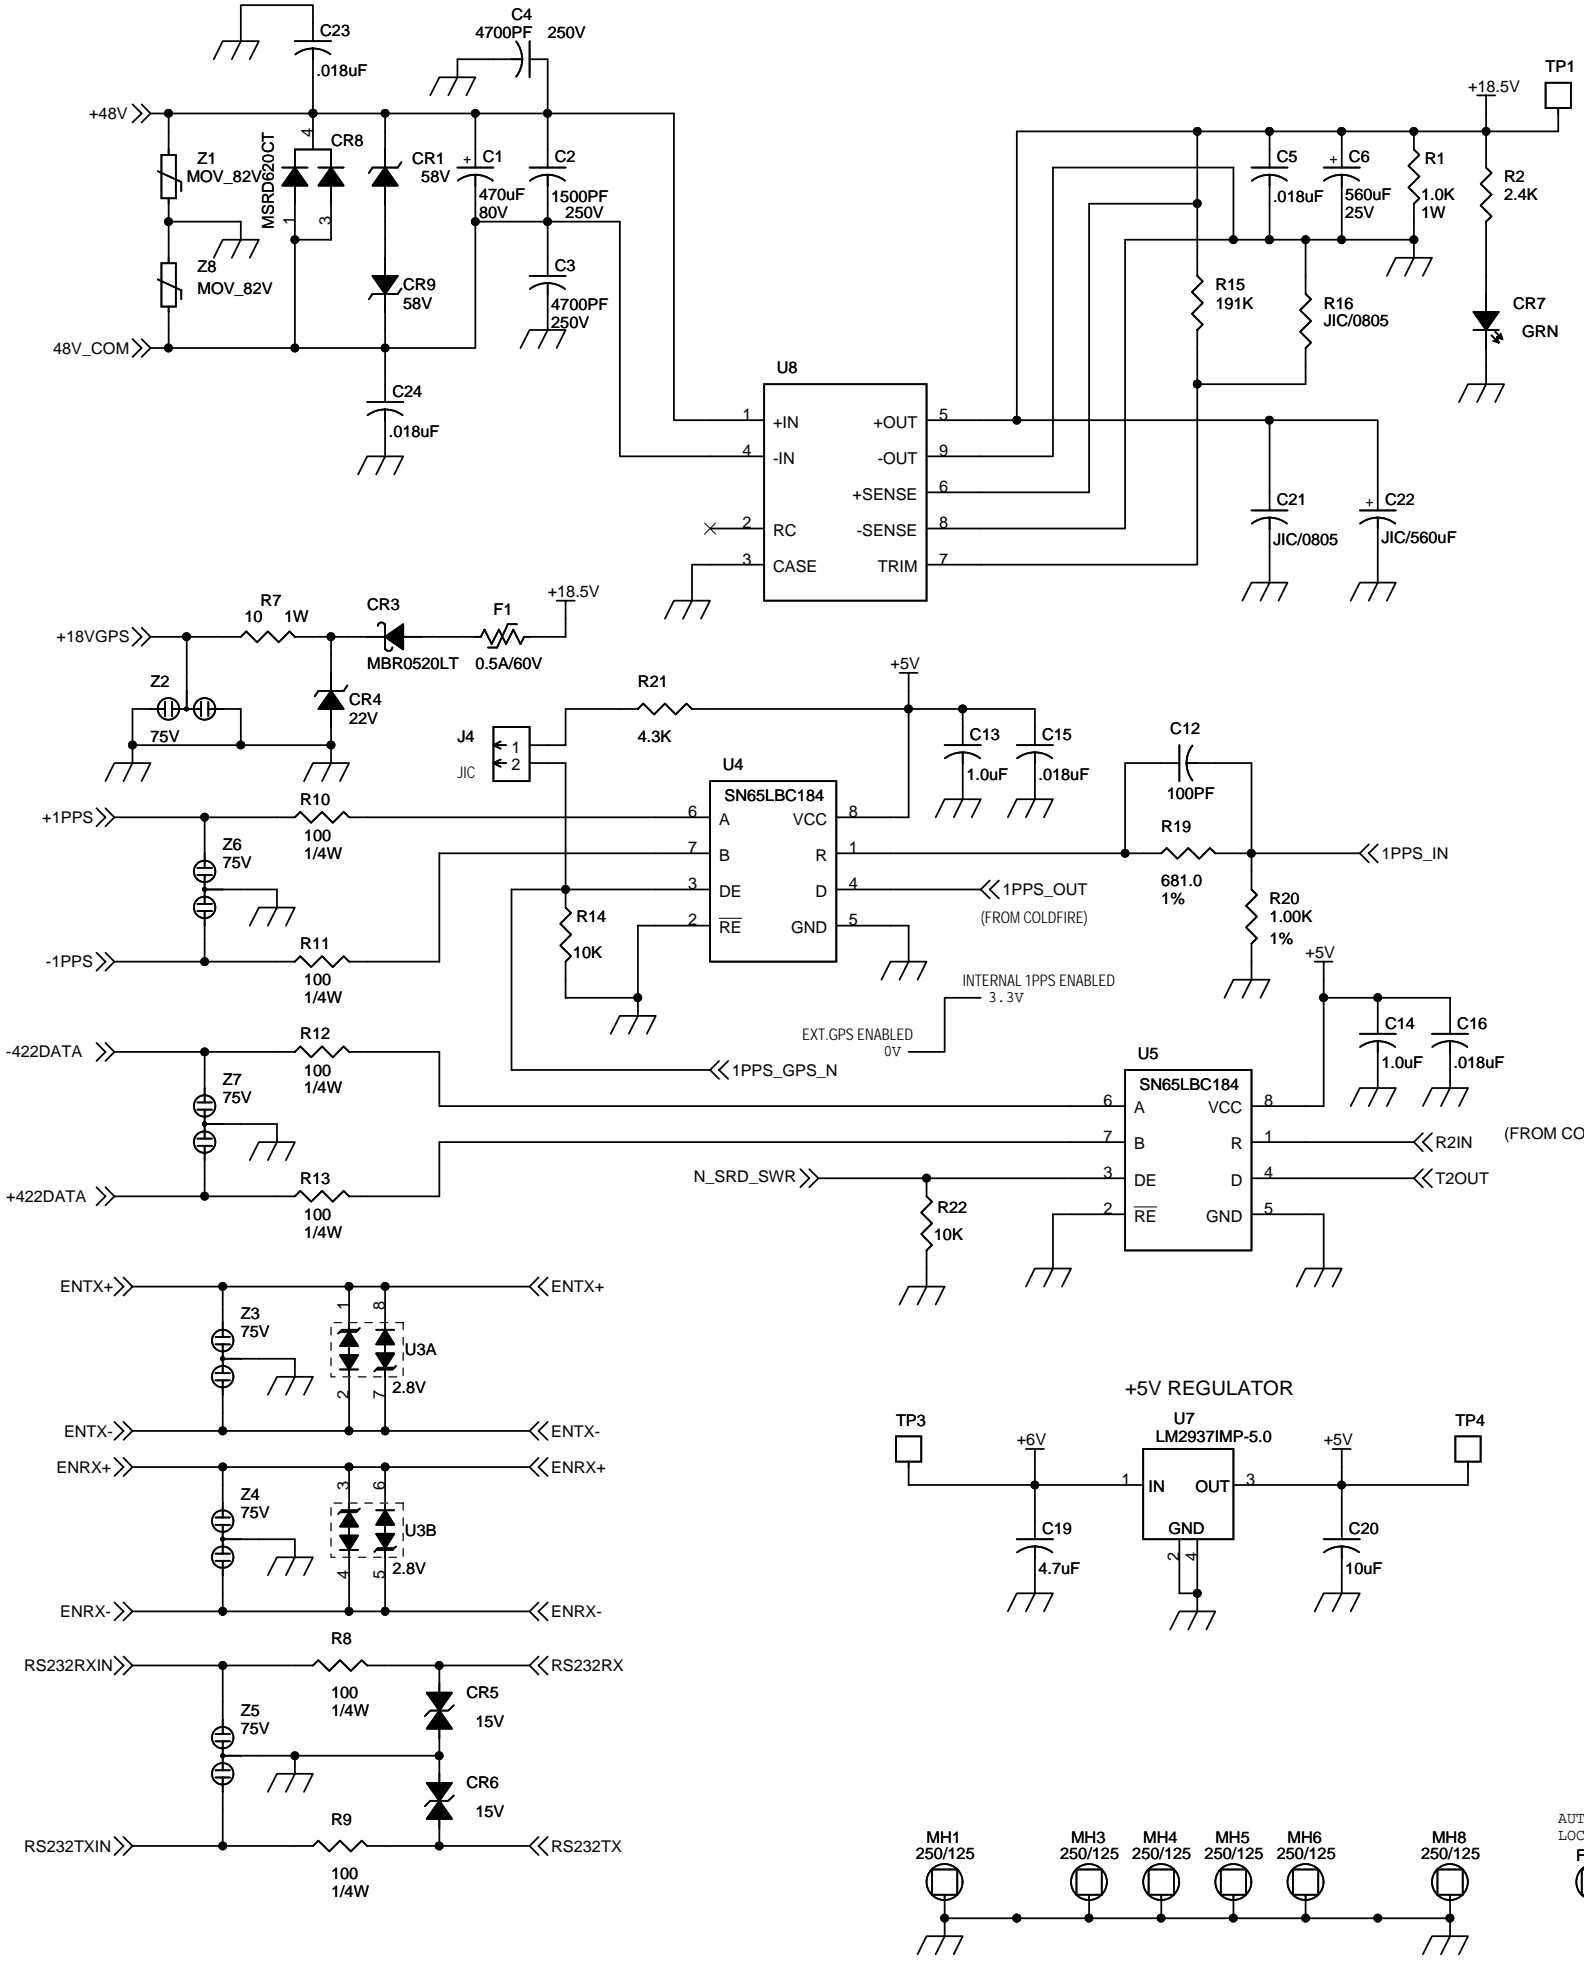 C23
.018uF
C4
4700PF 250V
+48V
Z1
MOV_82V
MSRD620CT
4
CR8
1
3
CR1
58V
+ C1
470uF
80V
C2
1500PF
250V
Z8
MOV_82V
CR9
58V
C3
4700PF
250V
48V_COM
C24
.018uF
TP1
+18.5V
C5
.018uF
+ C6
560uF
25V
R1
1.0K
1W
R2
2.4K
R15
191K
R16
JIC/0805
CR7
GRN
U8
1 +IN
4 -IN
2 RC
3 CASE
+OUT 5
-OUT 9
+SENSE 6
-SENSE 8
TRIM 7
C21
JIC/0805
+ C22
JIC/560uF
+18VGPS
R7
10 1W
CR3
MBR0520LT
F1
0.5A/60V
+18.5V
Z2
75V
CR4
22V
J4
JIC
1
2
R21
4.3K
+5V
C13
1.0uF
C15
.018uF
C12
100PF
U4
SN65LBC184
6 A VCC 8
7 B R 1
3 DE D 4
2 RE GND 5
+1PPS
R10
100
1/4W
Z6
75V
-1PPS
R11
100
1/4W
R14
10K
R19
681.0
1%
1PPS_IN
R20
1.00K
1%
1PPS_OUT
(FROM COLDFIRE)
INTERNAL 1PPS ENABLED
3.3V
EXT.GPS ENABLED
0V
1PPS_GPS_N
-422DATA
R12
100
1/4W
Z7
75V
+422DATA
R13
100
1/4W
+5V
C14
1.0uF
C16
.018uF
U5
SN65LBC184
6 A VCC 8
7 B R 1
3 DE D 4
2 RE GND 5
R2IN
(FROM CO
T2OUT
N_SRD_SWR
R22
10K
ENTX+
Z3
75V
1
8
U3A
2.8V
2
7
ENTX+
ENTX-
ENTX-
ENRX+
Z4
75V
3
6
U3B
2.8V
4
5
ENRX+
ENRX-
ENRX-
RS232RXIN
R8
100
1/4W
RS232RX
Z5
75V
CR5
15V
CR6
15V
RS232TXIN
R9
100
1/4W
RS232TX
+5V REGULATOR
TP3
+6V
U7
LM2937IMP-5.0
1 IN OUT 3
GND
2
4
+5V
TP4
C19
4.7uF
C20
10uF
MH1
250/125
MH3
250/125
MH4
250/125
MH5
250/125
MH6
250/125
MH8
250/125
AUT
LOC
F